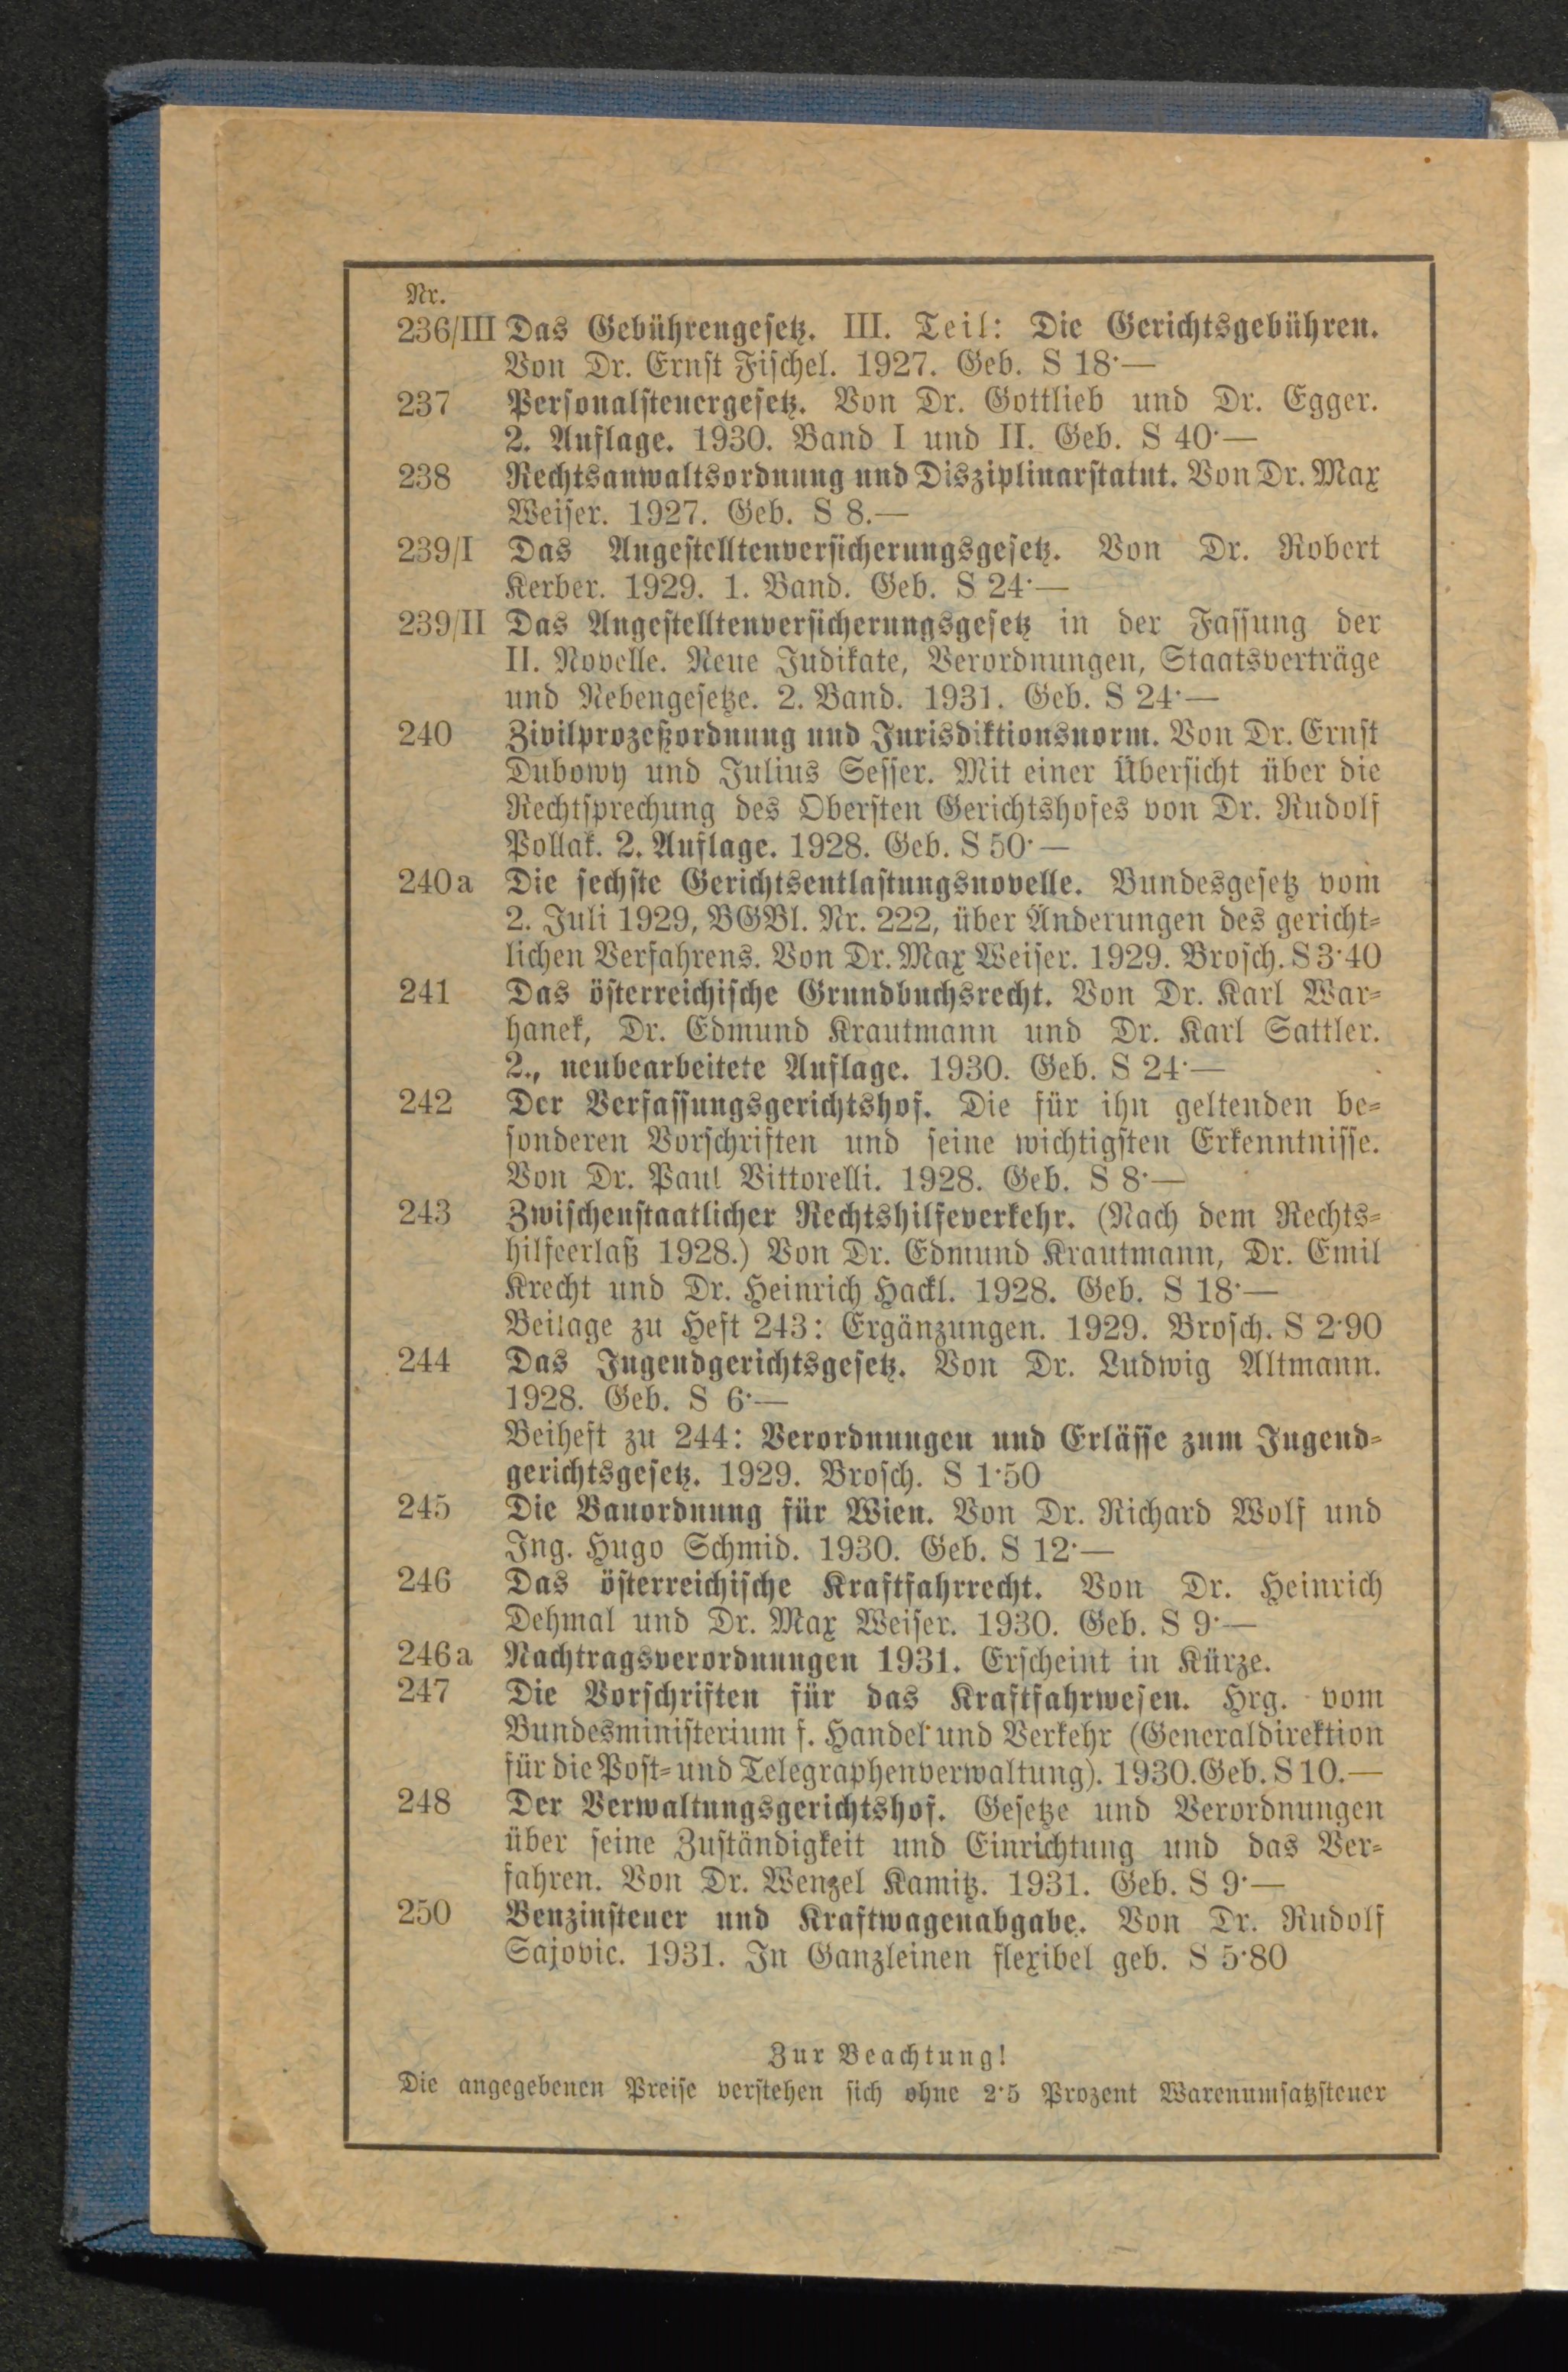 Nr.
236/III Das Gebührengesetz. III. Teil: Die Gerichtsgebühren.
Von Dr. Ernst Fischel. 1927. Geb. S 18·—
237 Personalsteuergesetz. Von Dr. Gottlieb und Dr. Egger.
2. Auflage. 1930. Band I und II. Geb. S 40·—
238 Rechtsanwaltsordnung und Disziplinarstatut. Von Dr. Max
Weiser. 1927. Geb. S 8.—
239/I Das Angestelltenversicherungsgesetz. Von Dr. Robert
Kerber. 1929. 1. Band. Geb. S 24·—
239/II Das Angestelltenversicherungsgesetz in der Fassung der
II. Novelle. Neue Judikate, Verordnungen, Staatsverträge
und Nebengesetze. 2. Band. 1931. Geb. S 24·—
240 Zivilprozeßordnung und Jurisdiktionsnorm. Von Dr. Ernst
Dubowy und Julius Sesser. Mit einer Übersicht über die
Rechtsprechung des Obersten Gerichtshofes von Dr. Rudolf
Pollak. 2. Auflage. 1928. Geb. S 50·—
240a Die sechste Gerichtsentlastungsnovelle. Bundesgesetz vom
2. Juli 1929, BGBl. Nr. 222, über Änderungen des gericht-
lichen Verfahrens. Von Dr. Max Weiser. 1929. Brosch. S 3·40
241 Das österreichische Grundbuchsrecht. Von Dr. Karl War-
hanek, Dr. Edmund Krautmann und Dr. Karl Sattler.
2., neubearbeitete Auflage. 1930. Geb. S 24·—
242 Der Verfassungsgerichtshof. Die für ihn geltenden be-
sonderen Vorschriften und seine wichtigsten Erkenntnisse.
Von Dr. Paul Vittorelli. 1928. Geb. S 8·—
243 Zwischenstaatlicher Rechtshilfeverkehr. (Nach dem Rechts-
hilfeerlaß 1928.) Von Dr. Edmund Krautmann, Dr. Emil
Krecht und Dr. Heinrich Hackl. 1928. Geb. S 18·—
Beilage zu Heft 243: Ergänzungen. 1929. Brosch. S 2·90
244 Das Jugendgerichtsgesetz. Von Dr. Ludwig Altmann.
1928. Geb. S 6·—
Beiheft zu 244: Verordnungen und Erlässe zum Jugend-
gerichtsgesetz. 1929. Brosch. S 1·50
245 Die Bauordnung für Wien. Von Dr. Richard Wolf und
Ing. Hugo Schmid. 1930. Geb. S 12·—
246 Das österreichische Kraftfahrrecht. Von Dr. Heinrich
Dehmal und Dr. Max Weiser. 1930. Geb. S 9·—
246a Nachtragsverordnungen 1931. Erscheint in Kürze.
247 Die Vorschriften für das Kraftfahrwesen. Hrg. vom
Bundesministerium f. Handel und Verkehr (Generaldirektion
für die Post- und Telegraphenverwaltung). 1930. Geb. S 10.—
248 Der Verwaltungsgerichtshof. Gesetze und Verordnungen
über seine Zuständigkeit und Einrichtung und das Ver-
fahren. Von Dr. Wenzel Kamitz. 1931. Geb. S 9·—
250 Benzinsteuer und Kraftwagenabgabe. Von Dr. Rudolf
Sajovic. 1931. In Ganzleinen flexibel geb. S 5·80
Zur Beachtung!
Die angegebenen Preise verstehen sich ohne 2·5 Prozent Warenumsatzsteuer